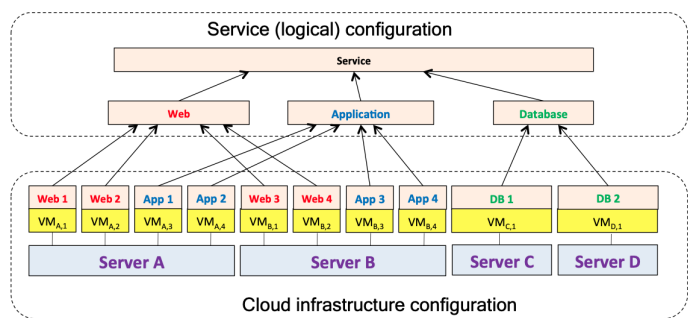 Service (logical) configuration
Service
Web Application Database
Web 1 Web 2 App 1 App 2 Web 3 Web 4 App 3 App 4 DB 1 DB 2
VMA,1 VMA,2 VMA,3 VMA,4 VMB,1 VMB,2 VMB,3 VMB,4 VMC,1 VMD,1
Server A Server B Server C Server D
Cloud infrastructure configuration